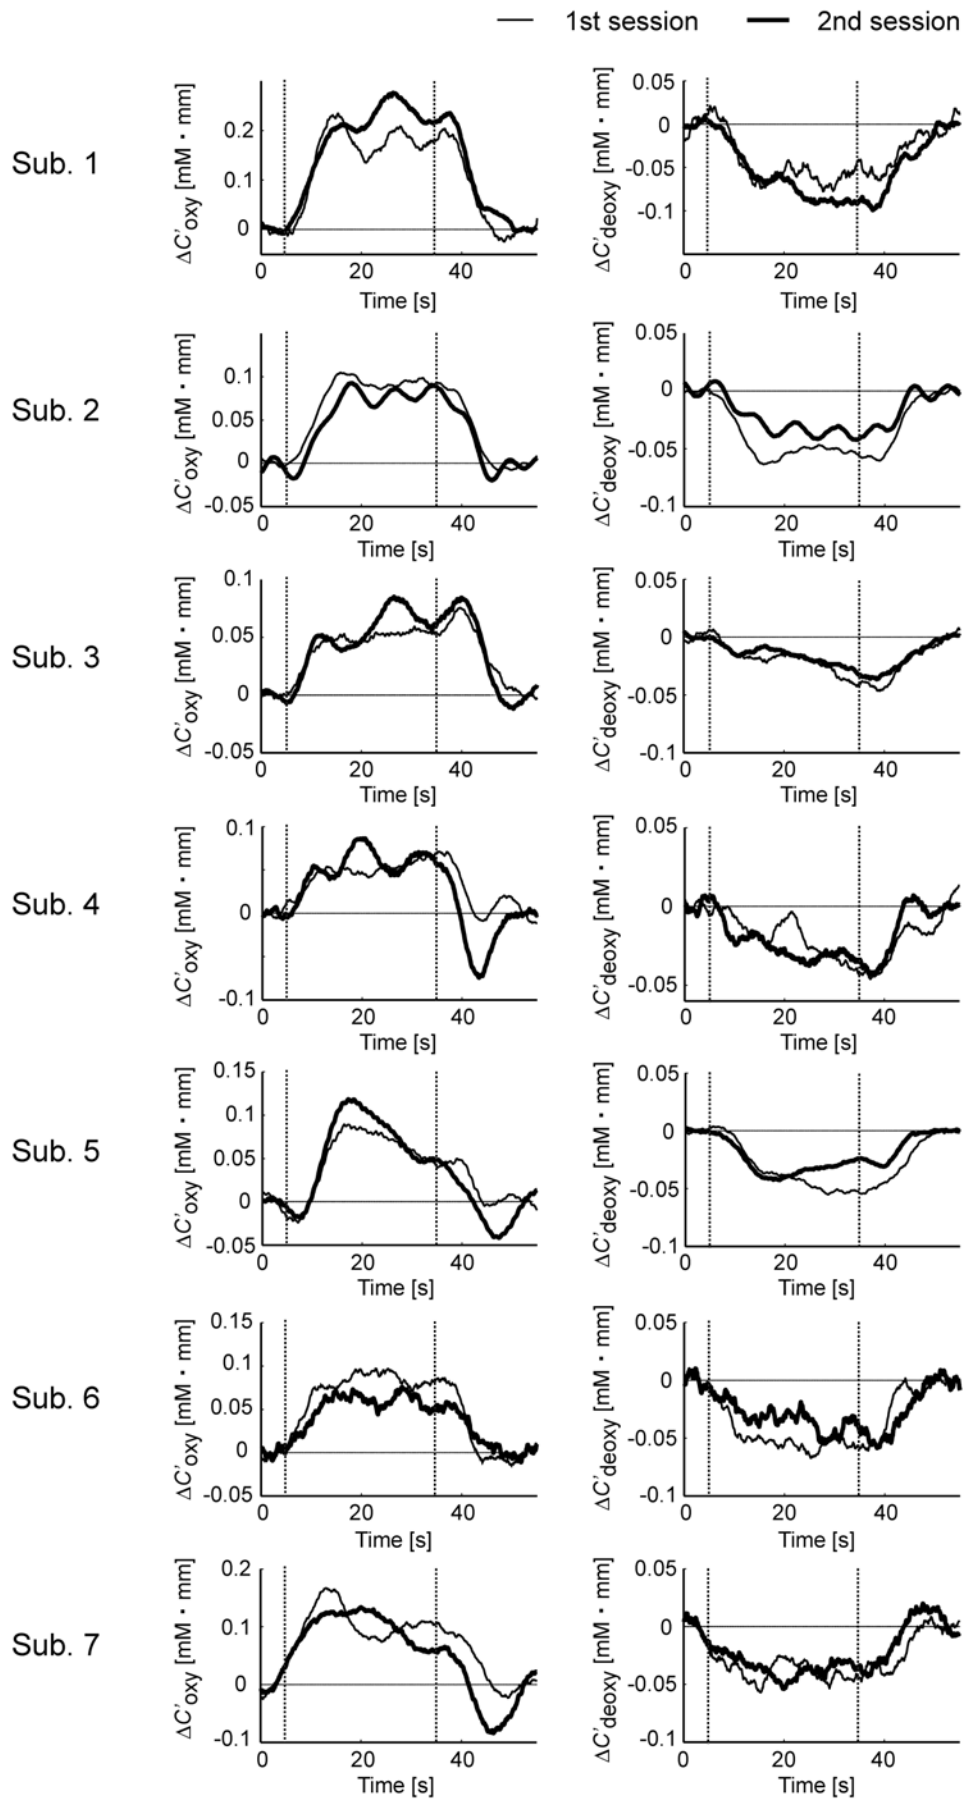 1st session 2nd session
Sub. 1
ΔC'oxy [mM・mm]
0.2
0.1
0
0 20 40
Time [s]
ΔC'deoxy [mM・mm]
0.05
0
-0.05
-0.1
0 20 40
Time [s]
Sub. 2
ΔC'oxy [mM・mm]
0.1
0.05
0
-0.05
0 20 40
Time [s]
ΔC'deoxy [mM・mm]
0.05
0
-0.05
-0.1
0 20 40
Time [s]
Sub. 3
ΔC'oxy [mM・mm]
0.1
0.05
0
-0.05
0 20 40
Time [s]
ΔC'deoxy [mM・mm]
0.05
0
-0.05
-0.1
0 20 40
Time [s]
Sub. 4
ΔC'oxy [mM・mm]
0.1
0
-0.1
0 20 40
Time [s]
ΔC'deoxy [mM・mm]
0.05
0
-0.05
0 20 40
Time [s]
Sub. 5
ΔC'oxy [mM・mm]
0.15
0.1
0.05
0
-0.05
0 20 40
Time [s]
ΔC'deoxy [mM・mm]
0.05
0
-0.05
-0.1
0 20 40
Time [s]
Sub. 6
ΔC'oxy [mM・mm]
0.15
0.1
0.05
0
-0.05
0 20 40
Time [s]
ΔC'deoxy [mM・mm]
0.05
0
-0.05
-0.1
0 20 40
Time [s]
Sub. 7
ΔC'oxy [mM・mm]
0.2
0.1
0
-0.1
0 20 40
Time [s]
ΔC'deoxy [mM・mm]
0.05
0
-0.05
-0.1
0 20 40
Time [s]